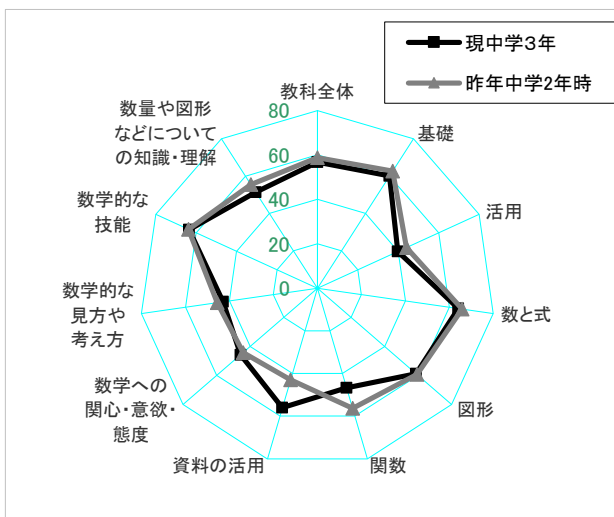 現中学3年
昨年中学2年時
教科全体
基礎
活用
数と式
図形
関数
資料の活用
数学への
関心・意欲・
態度
数学的な
見方や
考え方
数学的な
技能
数量や図形
などについて
の知識・理解
80
60
40
20
0